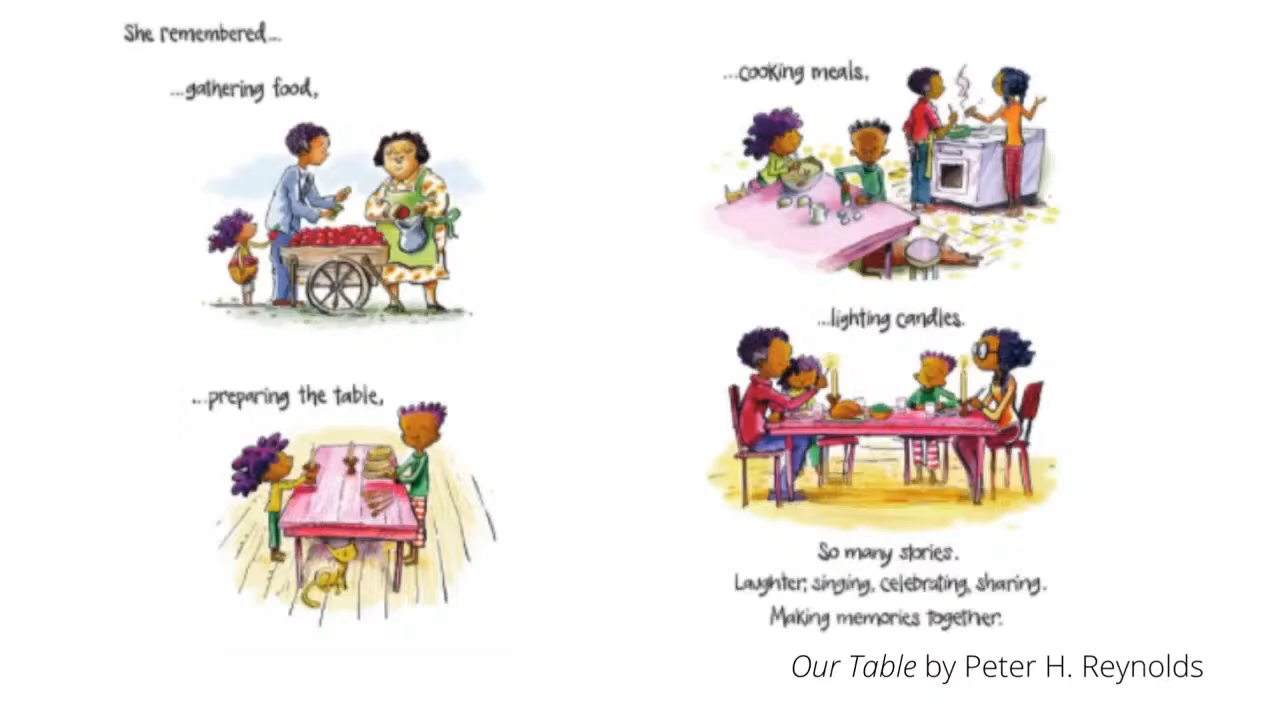 She remembered...
...gathering food,
...preparing the table,
...cooking meals,
...lighting candles.
So many stories.
Laughter, singing, celebrating, sharing.
Making memories together.
Our Table by Peter H. Reynolds